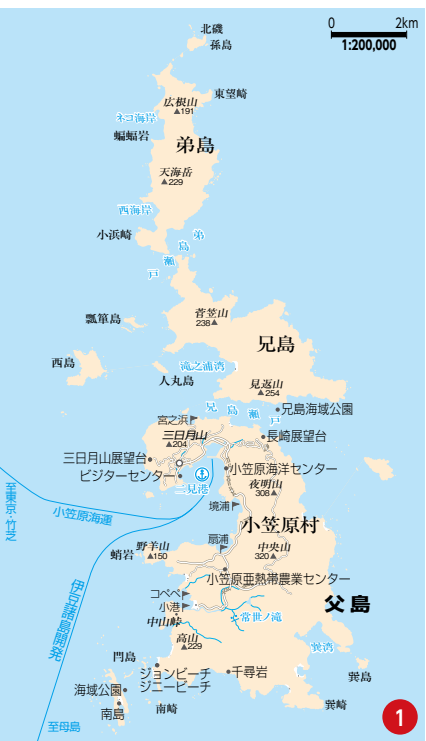 北磯
孫島
0 2km
1:200,000
広根山
▲191
東望崎
ネコ海岸
蝙蝠岩
弟島
天海岳
▲229
西海岸
小浜崎
弟島瀬戸
菅笠山
238▲
瓢箪島
兄島
西島
滝之浦湾
人丸島
見返山
▲254
兄島瀬戸
兄島海域公園
宮之浜
三日月山
▲204
長崎展望台
三日月山展望台
ビジターセンター
小笠原海洋センター
二見港
夜明山
308▲
至東京・竹芝
小笠原海運
境浦
小笠原村
扇浦
野羊山
▲150
蛸岩
中央山
320▲
小笠原亜熱帯農業センター
伊豆諸島開発
コペペ
小港
父島
中山峠
常世ノ滝
高山
▲229
巽湾
門島
ジョンビーチ
ジニービーチ
千尋岩
巽島
海域公園
南島
南崎
巽崎
至母島
1